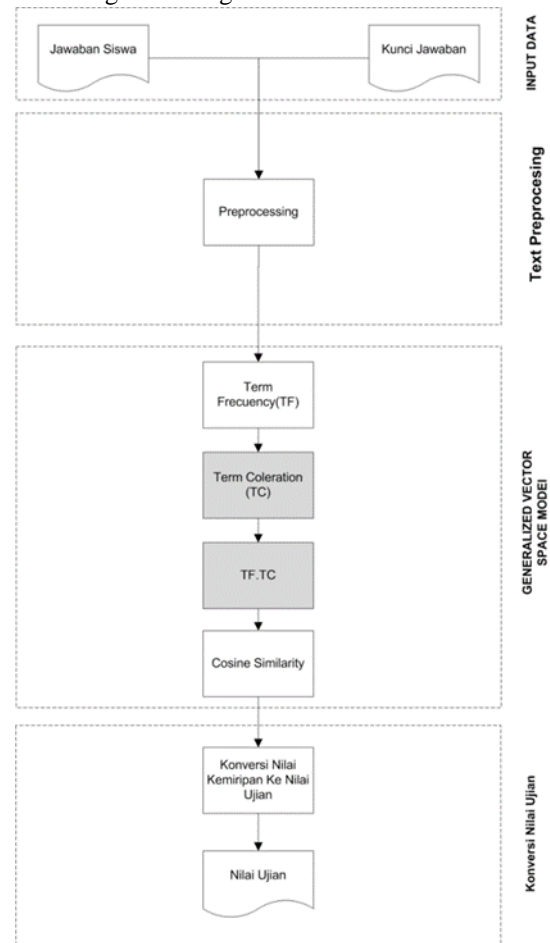 Jawaban Siswa
Kunci Jawaban
INPUT DATA
Preprocessing
Text Preprocesing
Term
Frecuency(TF)
Term Coleration
(TC)
TF.TC
Cosine Similarity
GENERALIZED VECTOR
SPACE MODEl
Konversi Nilai
Kemiripan Ke Nilai
Ujian
Nilai Ujian
Konversi Nilai Ujian